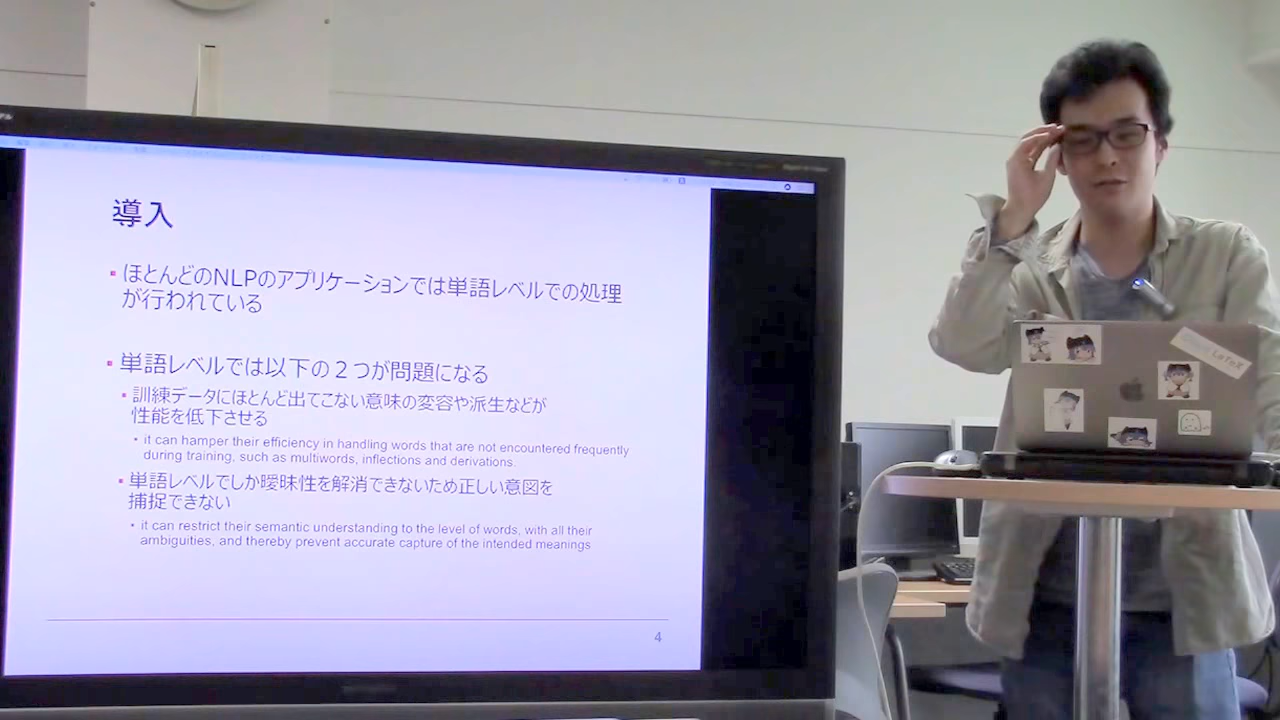 導入
ほとんどのNLPのアプリケーションでは単語レベルでの処理
が行われている
単語レベルでは以下の２つが問題になる
訓練データにほとんど出てこない意味の変容や派生などが
性能を低下させる
it can hamper their efficiency in handling words that are not encountered frequently
during training, such as multiwords, inflections and derivations.
単語レベルでしか曖昧性を解消できないため正しい意図を
捕捉できない
it can restrict their semantic understanding to the level of words, with all their
ambiguities, and thereby prevent accurate capture of the intended meanings
4
LaTeX